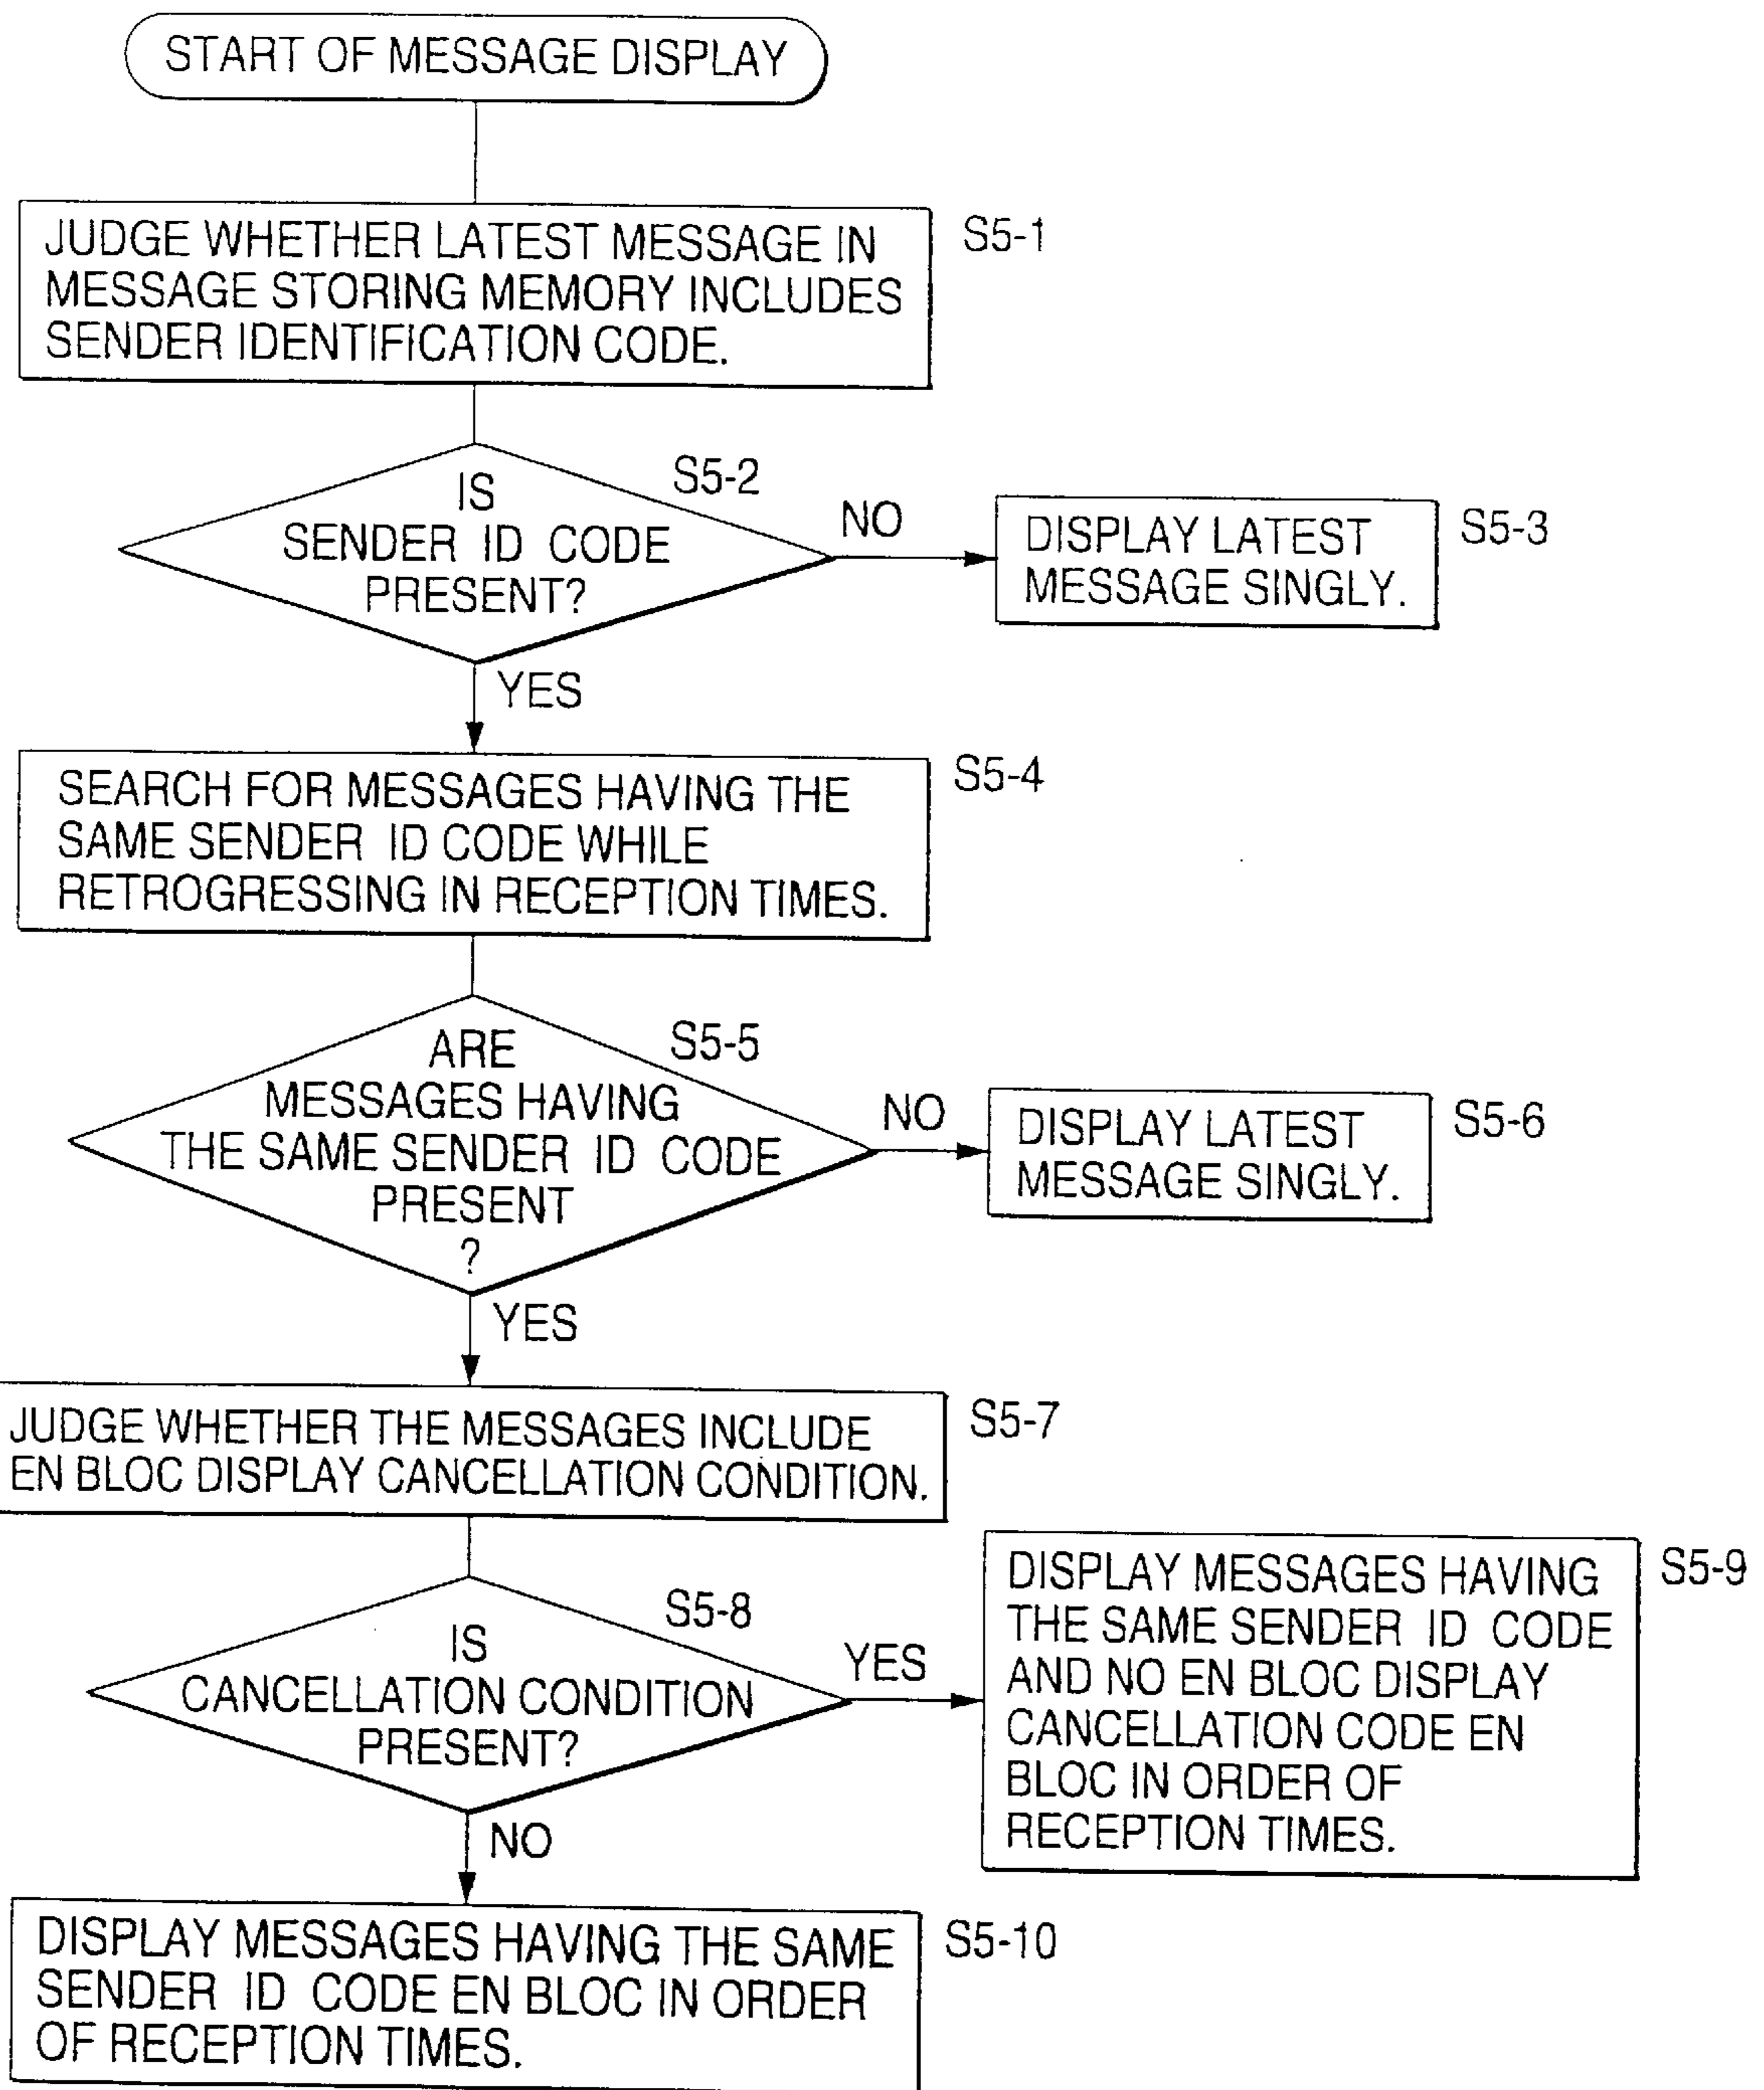 START OF MESSAGE DISPLAY
JUDGE WHETHER LATEST MESSAGE IN
MESSAGE STORING MEMORY INCLUDES
SENDER IDENTIFICATION CODE.
S5-1
IS
SENDER ID CODE
PRESENT?
S5-2
NO
DISPLAY LATEST
MESSAGE SINGLY.
S5-3
YES
SEARCH FOR MESSAGES HAVING THE
SAME SENDER ID CODE WHILE
RETROGRESSING IN RECEPTION TIMES.
S5-4
ARE
MESSAGES HAVING
THE SAME SENDER ID CODE
PRESENT
?
S5-5
NO
DISPLAY LATEST
MESSAGE SINGLY.
S5-6
YES
JUDGE WHETHER THE MESSAGES INCLUDE
EN BLOC DISPLAY CANCELLATION CONDITION.
S5-7
IS
CANCELLATION CONDITION
PRESENT?
S5-8
YES
DISPLAY MESSAGES HAVING
THE SAME SENDER ID CODE
AND NO EN BLOC DISPLAY
CANCELLATION CODE EN
BLOC IN ORDER OF
RECEPTION TIMES.
S5-9
NO
DISPLAY MESSAGES HAVING THE SAME
SENDER ID CODE EN BLOC IN ORDER
OF RECEPTION TIMES.
S5-10